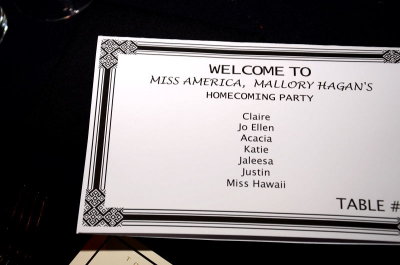 WELCOME TO
MISS AMERICA, MALLORY HAGAN'S
HOMECOMING PARTY
Claire
Jo Ellen
Acacia
Katie
Jaleesa
Justin
Miss Hawaii
TABLE #